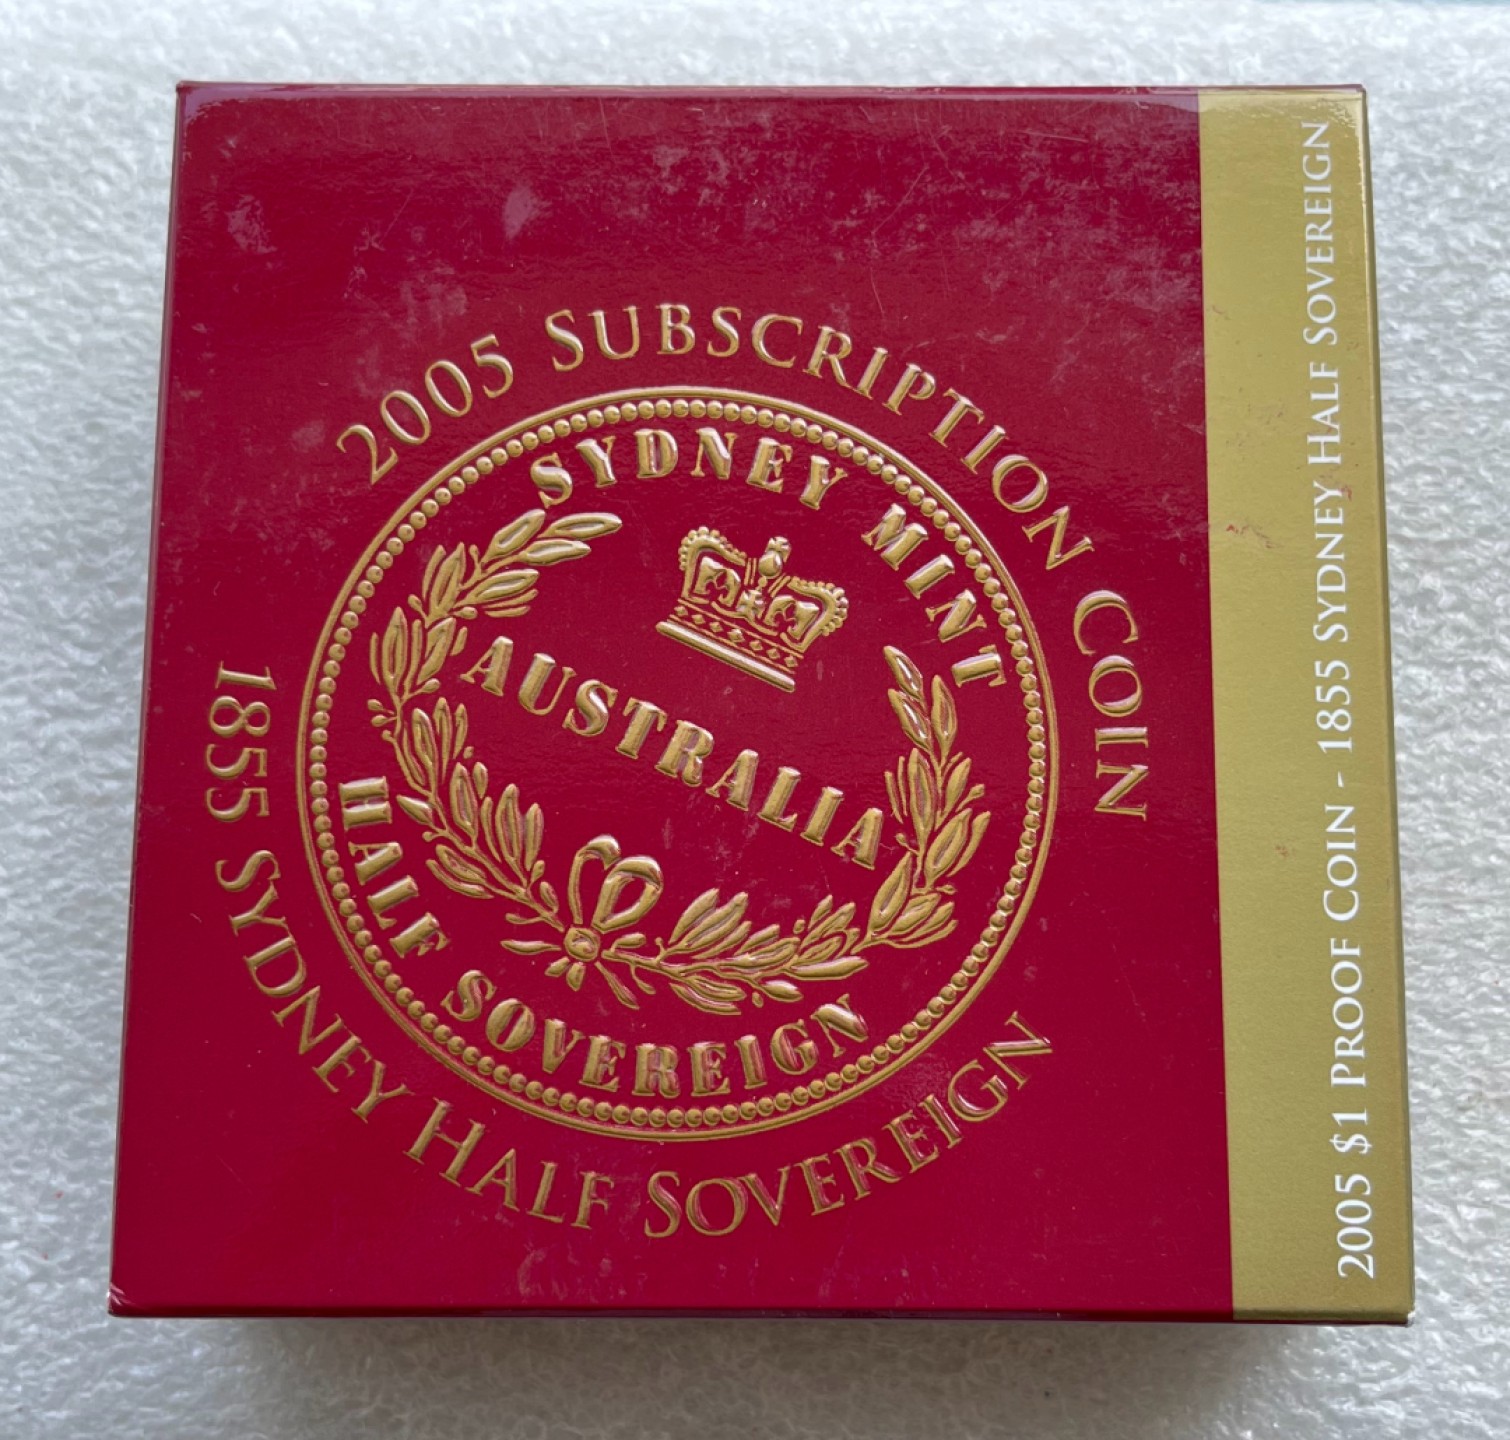 2005 SUBSCRIPTION COIN
SYDNEY MINT
AUSTRALIA
HALF SOVEREIGN
1855 SYDNEY HALF SOVEREIGN
2005 $1 PROOF COIN - 1855 SYDNEY HALF SOVEREIGN